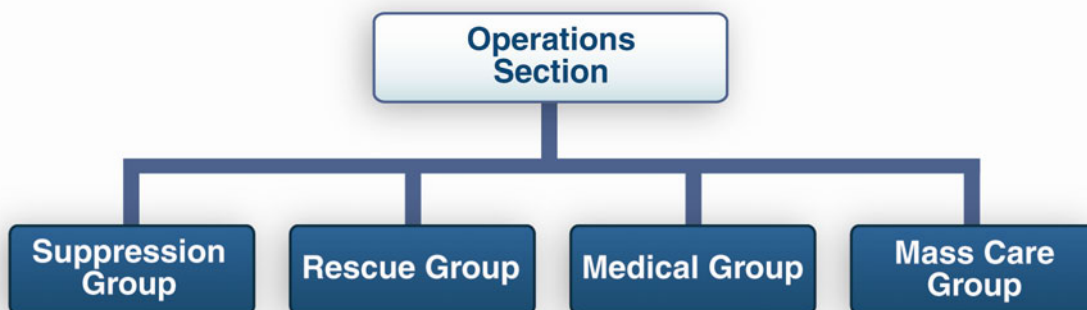 Operations
Section
Suppression
Group
Rescue Group
Medical Group
Mass Care
Group